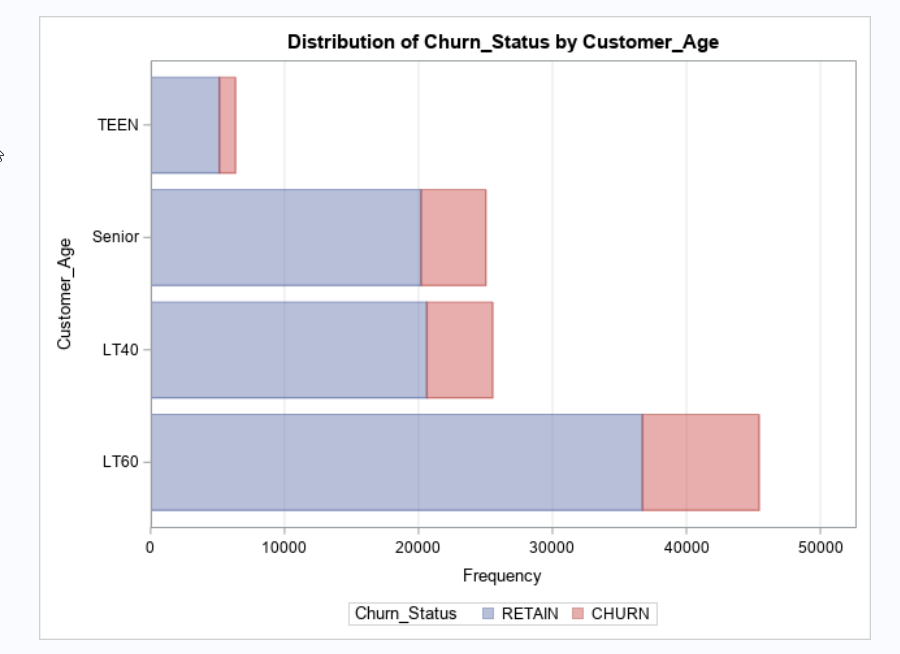 Distribution of Churn_Status by Customer_Age
Customer_Age
TEEN
Senior
LT40
LT60
0 10000 20000 30000 40000 50000
Frequency
Churn_Status RETAIN CHURN